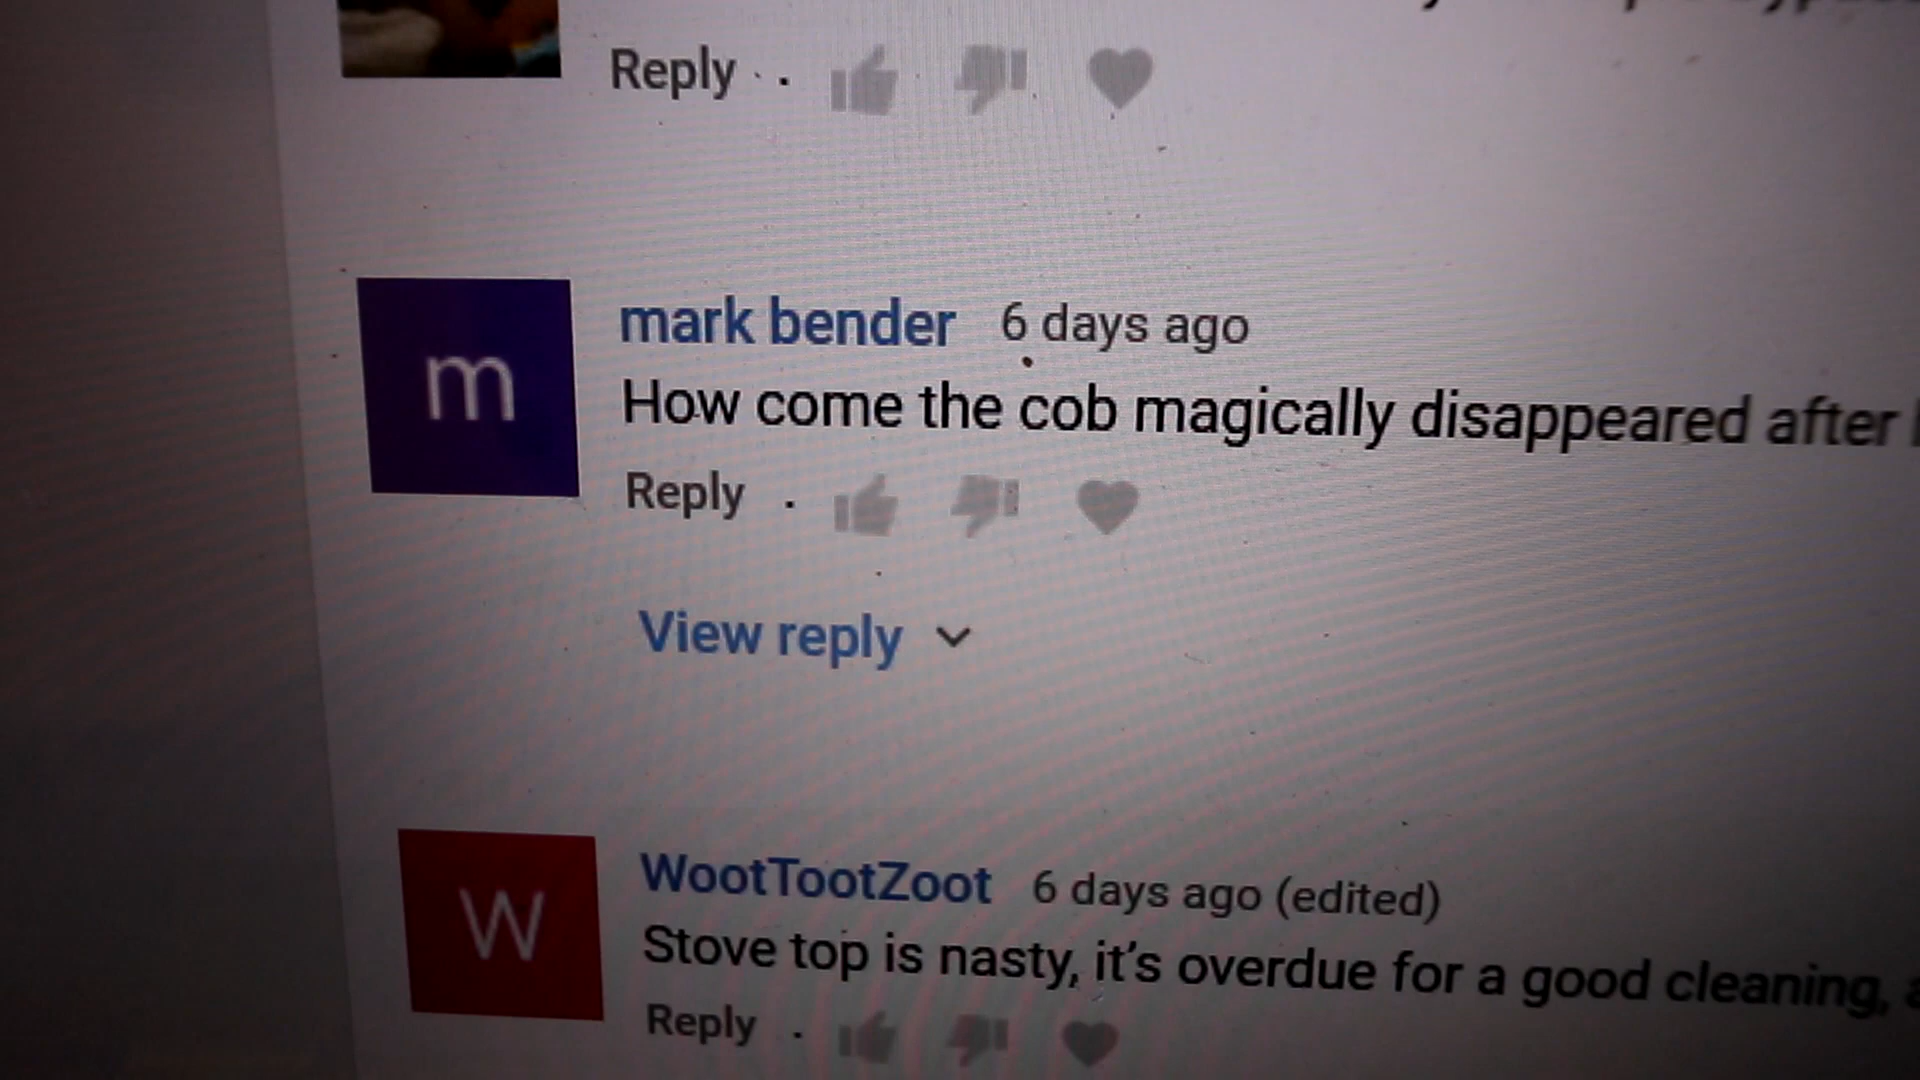 Reply .
m
mark bender 6 days ago
How come the cob magically disappeared after
Reply .
View reply
W
WootTootZoot 6 days ago (edited)
Stove top is nasty, it's overdue for a good cleaning,
Reply .